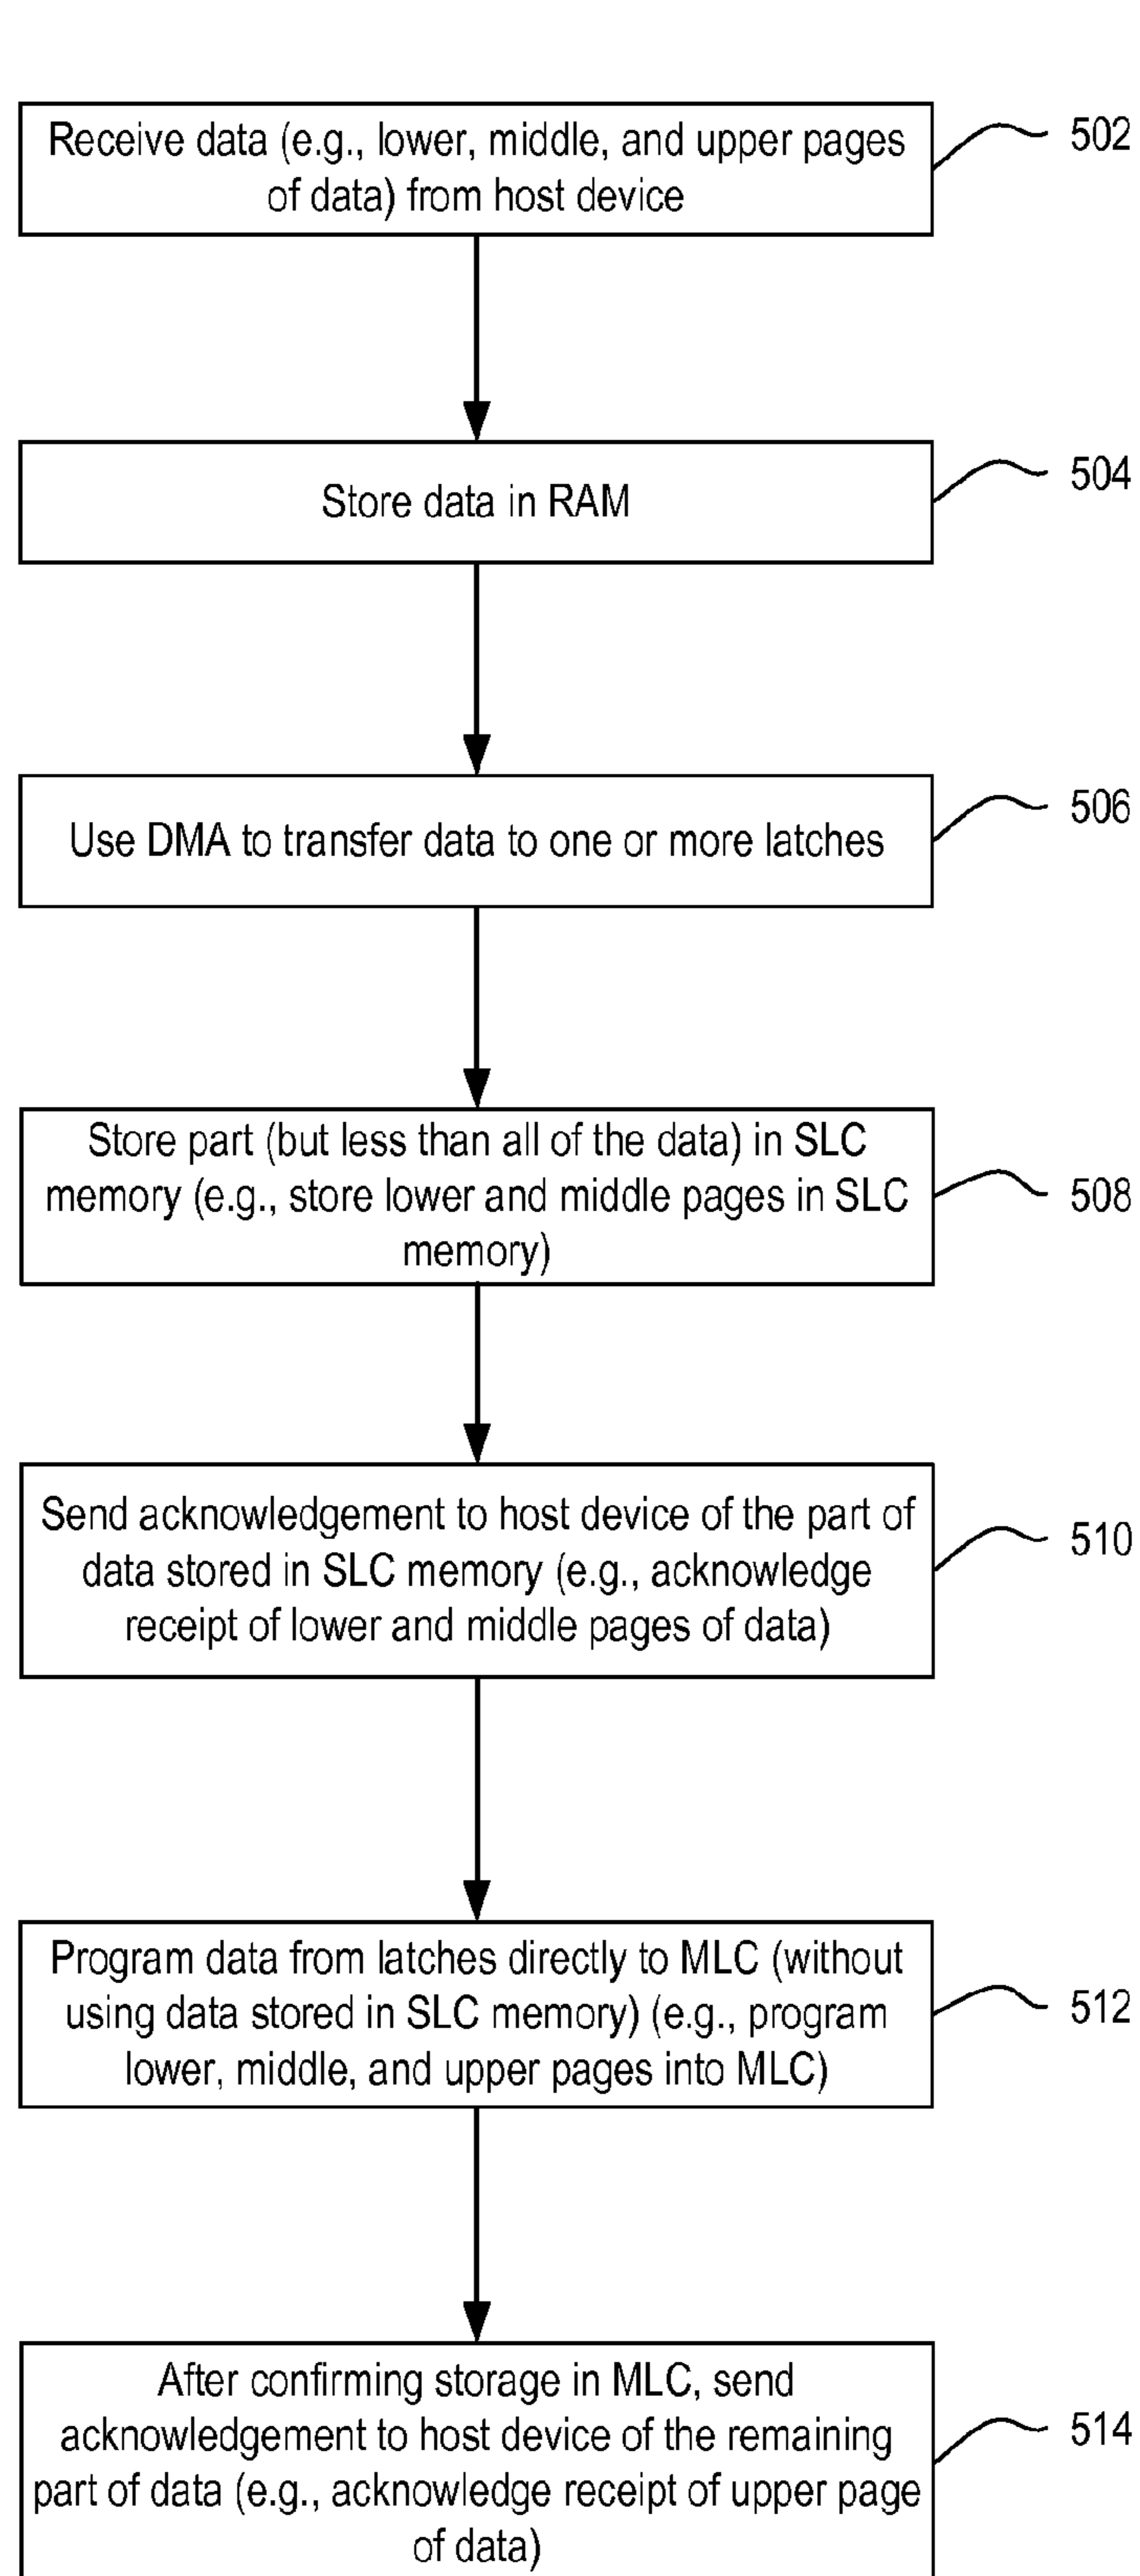 Receive data (e.g., lower, middle, and upper pages
of data) from host device
502
Store data in RAM
504
Use DMA to transfer data to one or more latches
506
Store part (but less than all of the data) in SLC
memory (e.g., store lower and middle pages in SLC
memory)
508
Send acknowledgement to host device of the part of
data stored in SLC memory (e.g., acknowledge
receipt of lower and middle pages of data)
510
Program data from latches directly to MLC (without
using data stored in SLC memory) (e.g., program
lower, middle, and upper pages into MLC)
512
After confirming storage in MLC, send
acknowledgement to host device of the remaining
part of data (e.g., acknowledge receipt of upper page
of data)
514